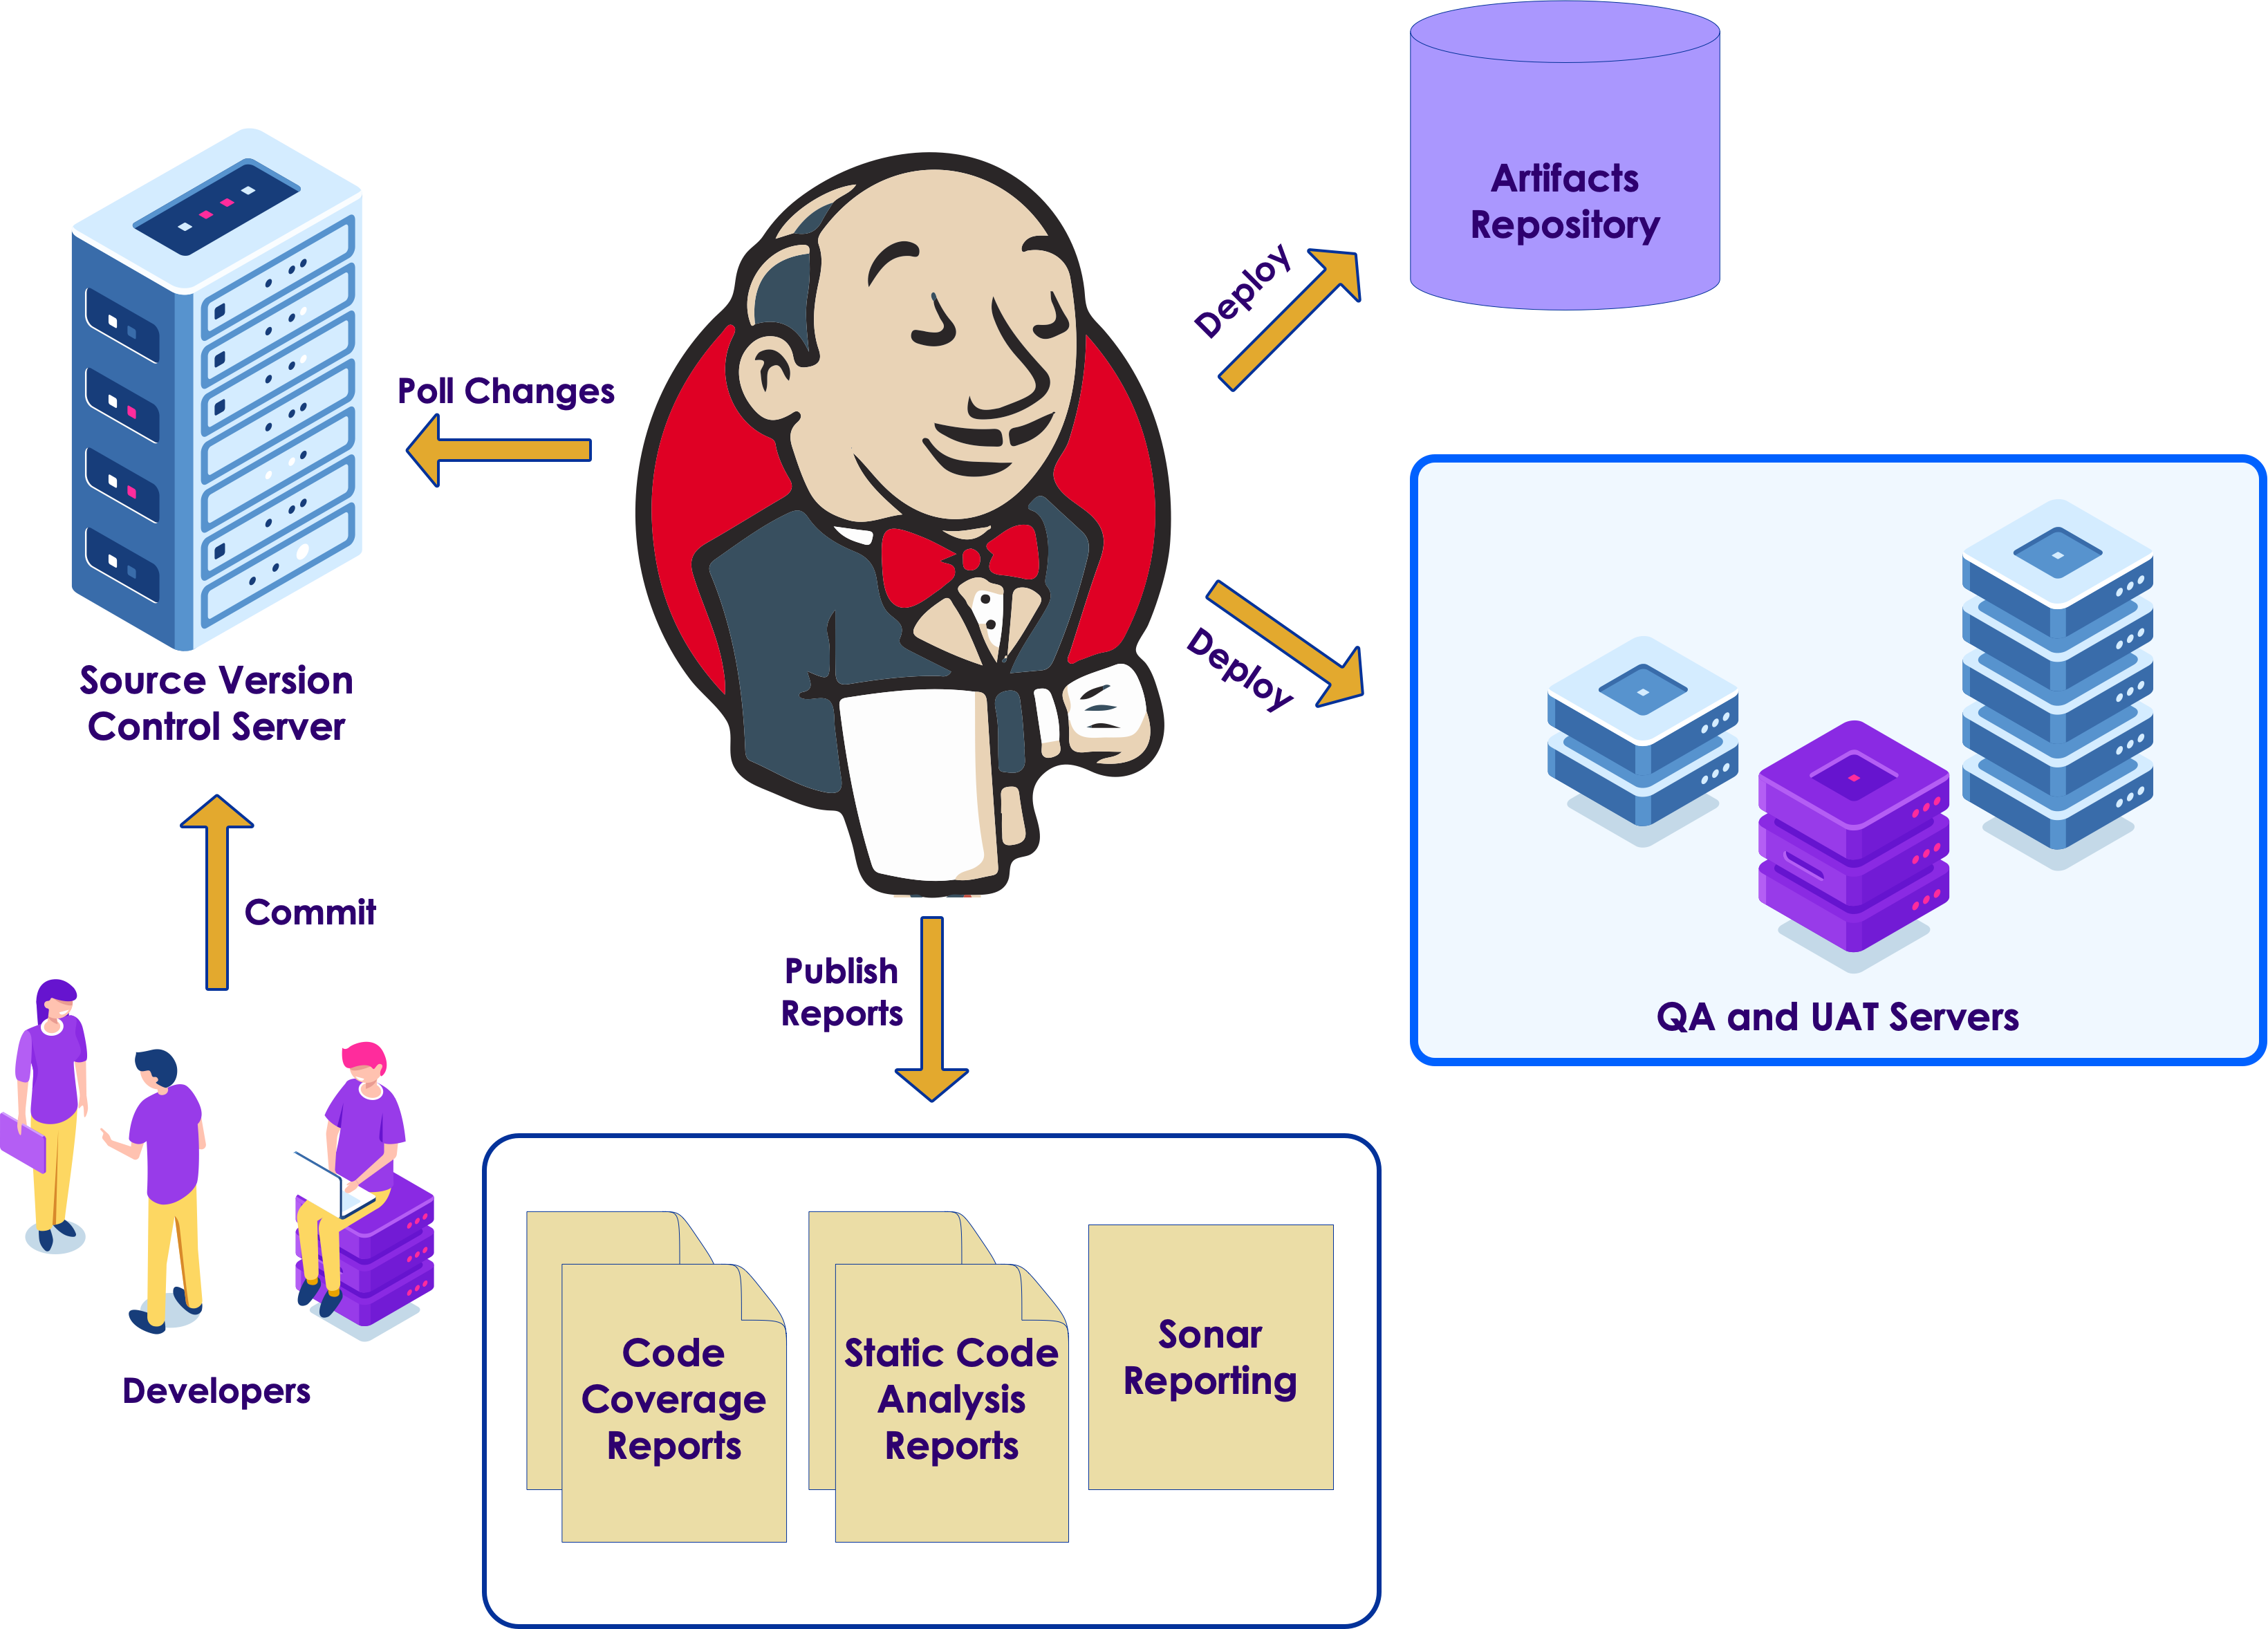 Artifacts
Repository
Deploy
Poll Changes
Source Version
Control Server
Deploy
Commit
Publish
Reports
QA and UAT Servers
Developers
Code
Coverage
Reports
Static Code
Analysis
Reports
Sonar
Reporting